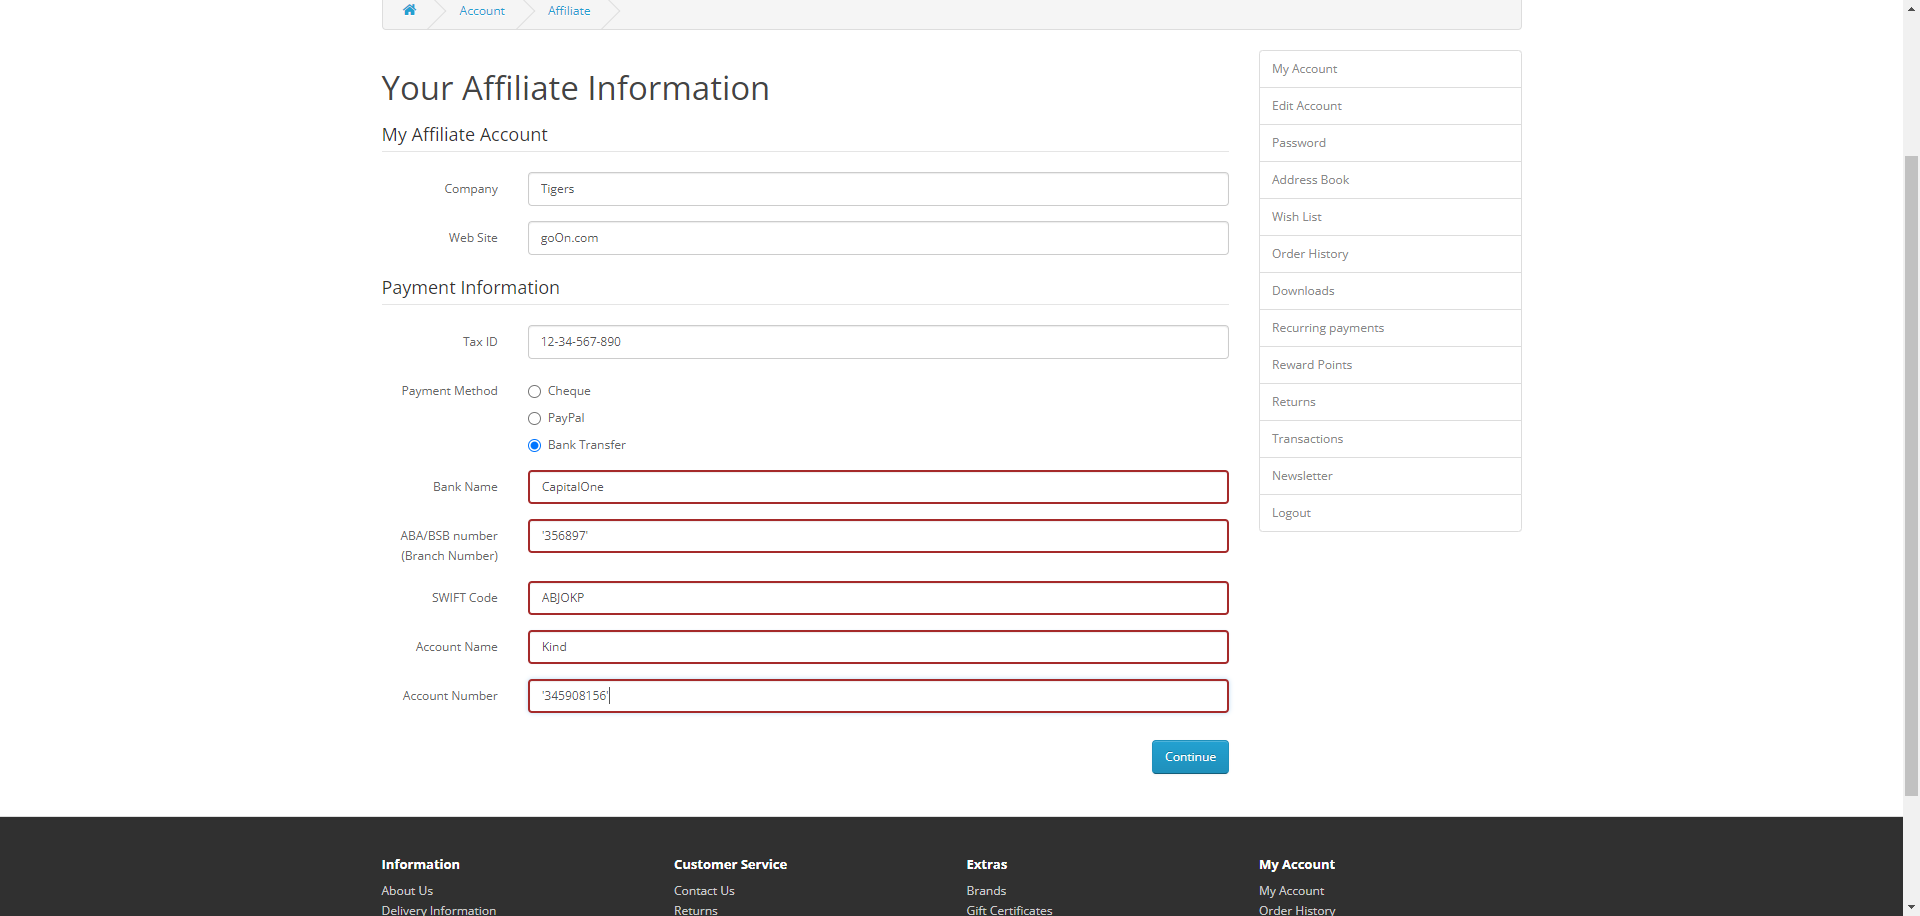 Account
Affiliate
Your Affiliate Information
My Affiliate Account
Company
Tigers
Web Site
goOn.com
Payment Information
Tax ID
12-34-567-890
Payment Method
Cheque
PayPal
Bank Transfer
Bank Name
CapitalOne
ABA/BSB number
(Branch Number)
'356897'
SWIFT Code
ABJOKP
Account Name
Kind
Account Number
'345908156'
Continue
My Account
Edit Account
Password
Address Book
Wish List
Order History
Downloads
Recurring payments
Reward Points
Returns
Transactions
Newsletter
Logout
Information
About Us
Delivery Information
Customer Service
Contact Us
Returns
Extras
Brands
Gift Certificates
My Account
My Account
Order History